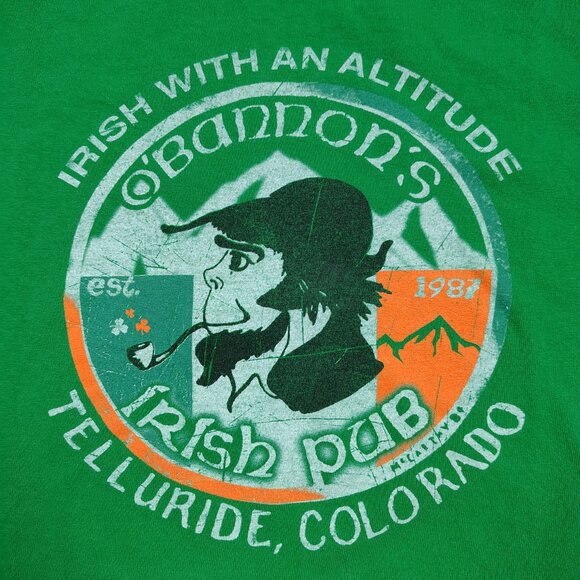 IRISH WITH AN ALTITUDE
O'BANNON'S
est. 1987
IRISH PUB
TELLURIDE, COLORADO